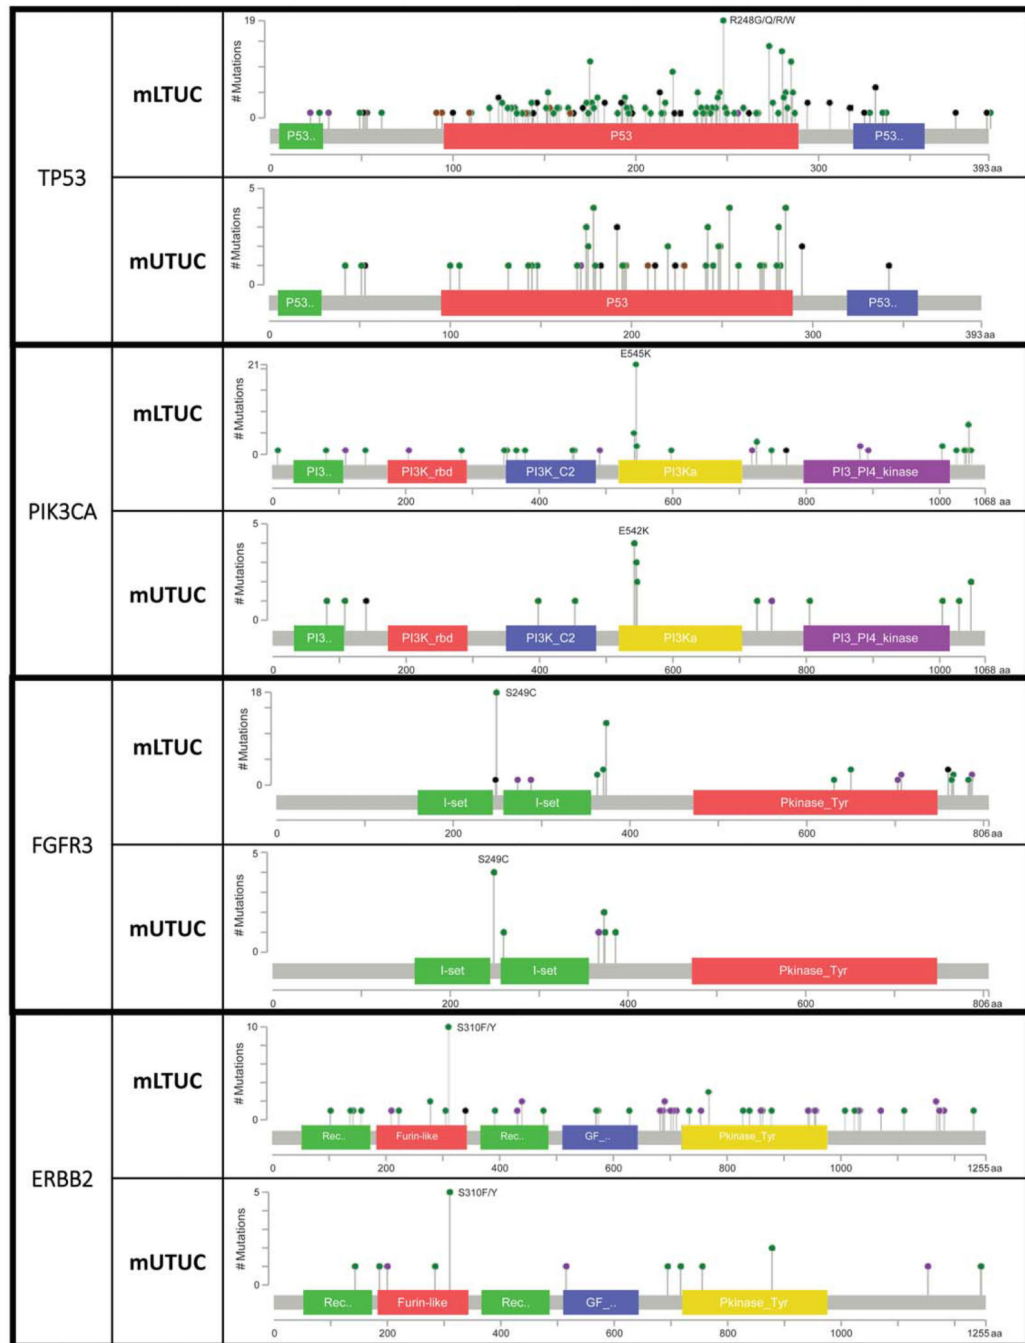 TP53
mLTUC
# Mutations
19
0
R248G/Q/R/W
P53..
P53
P53..
0 100 200 300 393 aa
mUTUC
# Mutations
5
0
P53..
P53
P53..
0 100 200 300 393 aa
PIK3CA
mLTUC
# Mutations
21
0
E545K
PI3.. PI3K_rbd PI3K_C2 PI3Ka PI3_PI4_kinase
0 200 400 600 800 1000 1068 aa
mUTUC
# Mutations
5
0
E542K
PI3.. PI3K_rbd PI3K_C2 PI3Ka PI3_PI4_kinase
0 200 400 600 800 1000 1068 aa
FGFR3
mLTUC
# Mutations
18
0
S249C
I-set I-set Pkinase_Tyr
0 200 400 600 806 aa
mUTUC
# Mutations
5
0
S249C
I-set I-set Pkinase_Tyr
0 200 400 600 806 aa
ERBB2
mLTUC
# Mutations
10
0
S310F/Y
Rec.. Furin-like Rec.. GF_.. Pkinase_Tyr
0 200 400 600 800 1000 1255 aa
mUTUC
# Mutations
5
0
S310F/Y
Rec.. Furin-like Rec.. GF_.. Pkinase_Tyr
0 200 400 600 800 1000 1255 aa